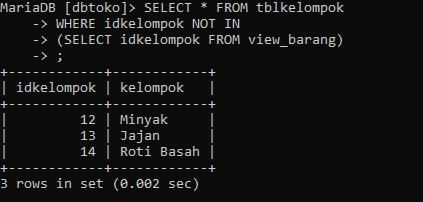 MariaDB [dbtoko]> SELECT * FROM tblkelompok
    -> WHERE idkelompok NOT IN
    -> (SELECT idkelompok FROM view_barang)
    -> ;
+------------+------------+
| idkelompok | kelompok   |
+------------+------------+
|         12 | Minyak     |
|         13 | Jajan      |
|         14 | Roti Basah |
+------------+------------+
3 rows in set (0.002 sec)